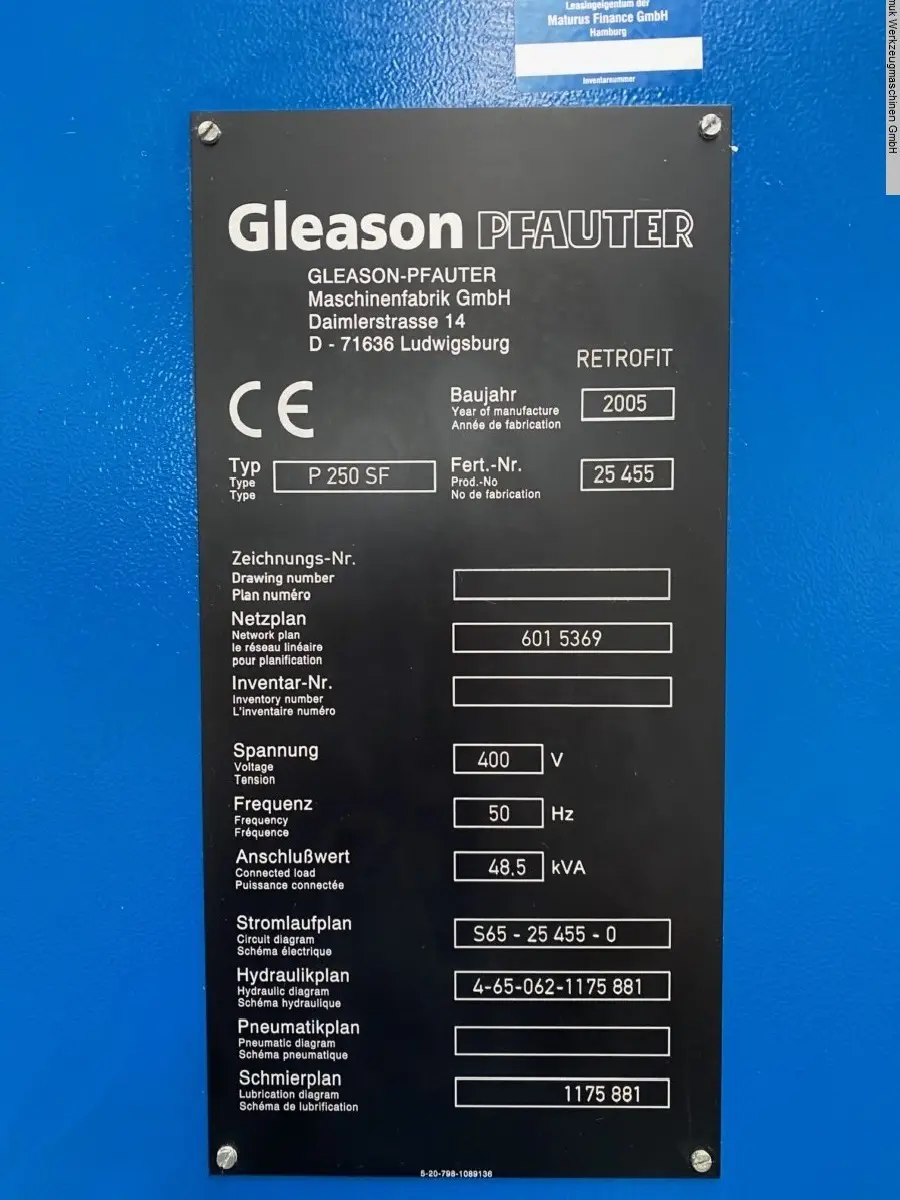 Leasingeigentum der
Maturus Finance GmbH
Hamburg
Inventarnummer
muk Werkzeugmaschinen GmbH
Gleason PFAUTER
GLEASON-PFAUTER
Maschinenfabrik GmbH
Daimlerstrasse 14
D - 71636 Ludwigsburg
RETROFIT
CE
Baujahr
Year of manufacture
Année de fabrication
2005
Typ
Type
Type
P 250 SF
Fert.-Nr.
Prod.-No
No de fabrication
25 455
Zeichnungs-Nr.
Drawing number
Plan numéro
Netzplan
Network plan
le réseau linéaire
pour planification
601 5369
Inventar-Nr.
Inventory number
L'inventaire numéro
Spannung
Voltage
Tension
400 V
Frequenz
Frequency
Fréquence
50 Hz
Anschlußwert
Connected load
Puissance connectée
48,5 kVA
Stromlaufplan
Circuit diagram
Schéma électrique
S65 - 25 455 - 0
Hydraulikplan
Hydraulic diagram
Schéma hydraulique
4-65-062-1175 881
Pneumatikplan
Pneumatic diagram
Schéma pneumatique
Schmierplan
Lubrication diagram
Schéma de lubrification
1175 881
5-20-798-1089136